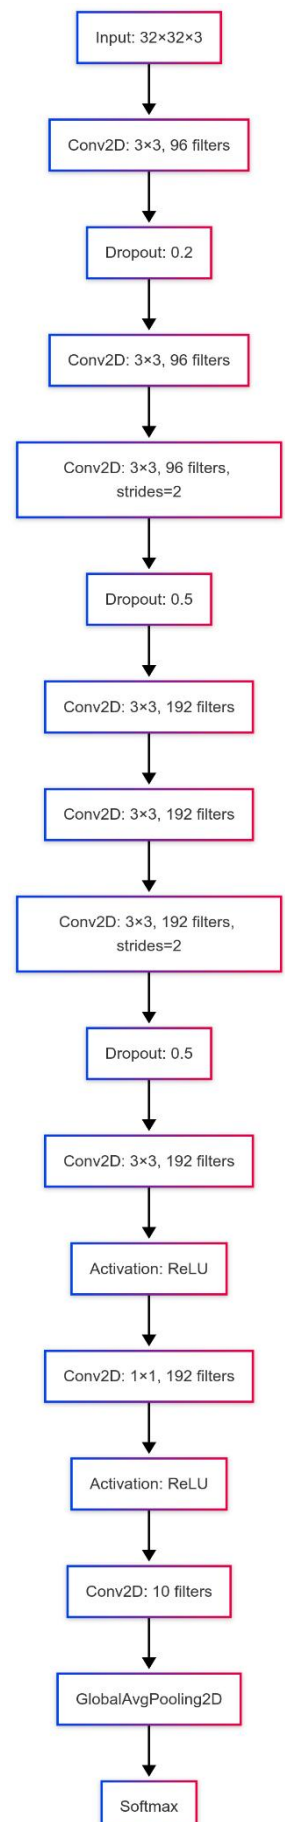 Input: 32×32×3
Conv2D: 3×3, 96 filters
Dropout: 0.2
Conv2D: 3×3, 96 filters
Conv2D: 3×3, 96 filters,
strides=2
Dropout: 0.5
Conv2D: 3×3, 192 filters
Conv2D: 3×3, 192 filters
Conv2D: 3×3, 192 filters,
strides=2
Dropout: 0.5
Conv2D: 3×3, 192 filters
Activation: ReLU
Conv2D: 1×1, 192 filters
Activation: ReLU
Conv2D: 10 filters
GlobalAvgPooling2D
Softmax